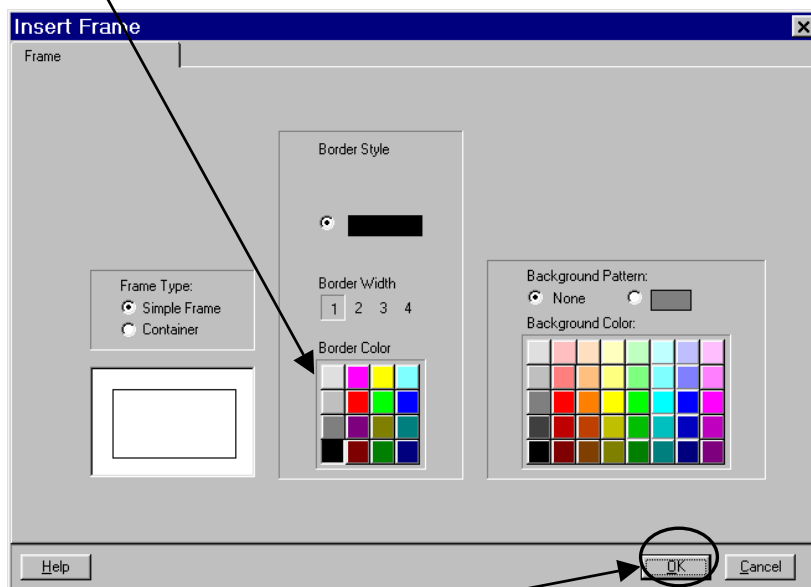 Insert Frame
Frame
Border Style
Frame Type:
Simple Frame
Container
Border Width
1 2 3 4
Border Color
Background Pattern:
None
Background Color:
Help
OK
Cancel